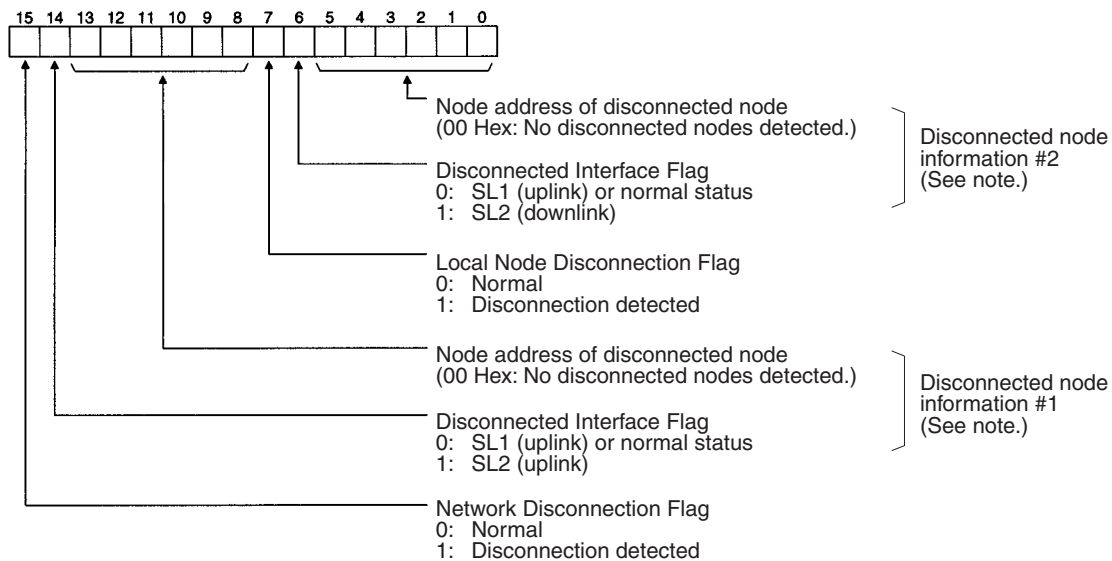 15 14 13 12 11 10 9 8 7 6 5 4 3 2 1 0
Node address of disconnected node
(00 Hex: No disconnected nodes detected.)
Disconnected Interface Flag
0: SL1 (uplink) or normal status
1: SL2 (downlink)
Disconnected node
information #2
(See note.)
Local Node Disconnection Flag
0: Normal
1: Disconnection detected
Node address of disconnected node
(00 Hex: No disconnected nodes detected.)
Disconnected Interface Flag
0: SL1 (uplink) or normal status
1: SL2 (uplink)
Disconnected node
information #1
(See note.)
Network Disconnection Flag
0: Normal
1: Disconnection detected